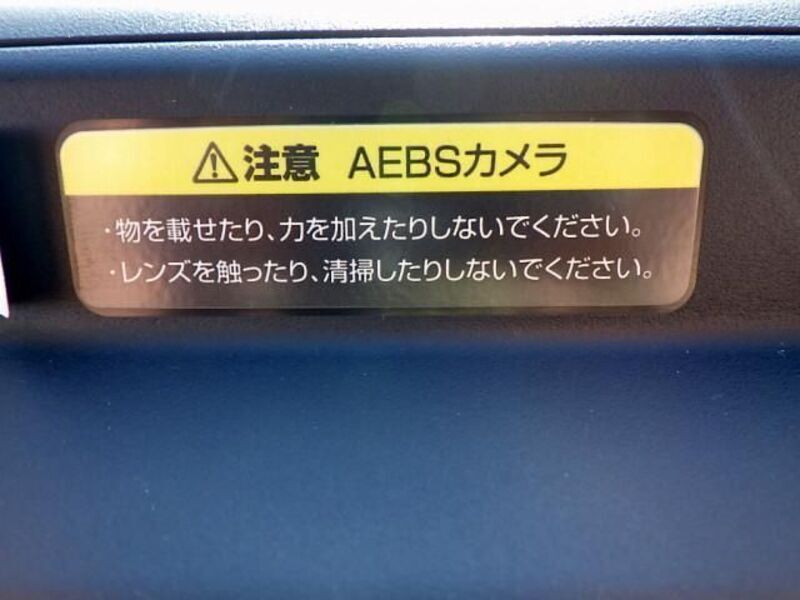 ⚠注意 AEBSカメラ
・物を載せたり、力を加えたりしないでください。
・レンズを触ったり、清掃したりしないでください。